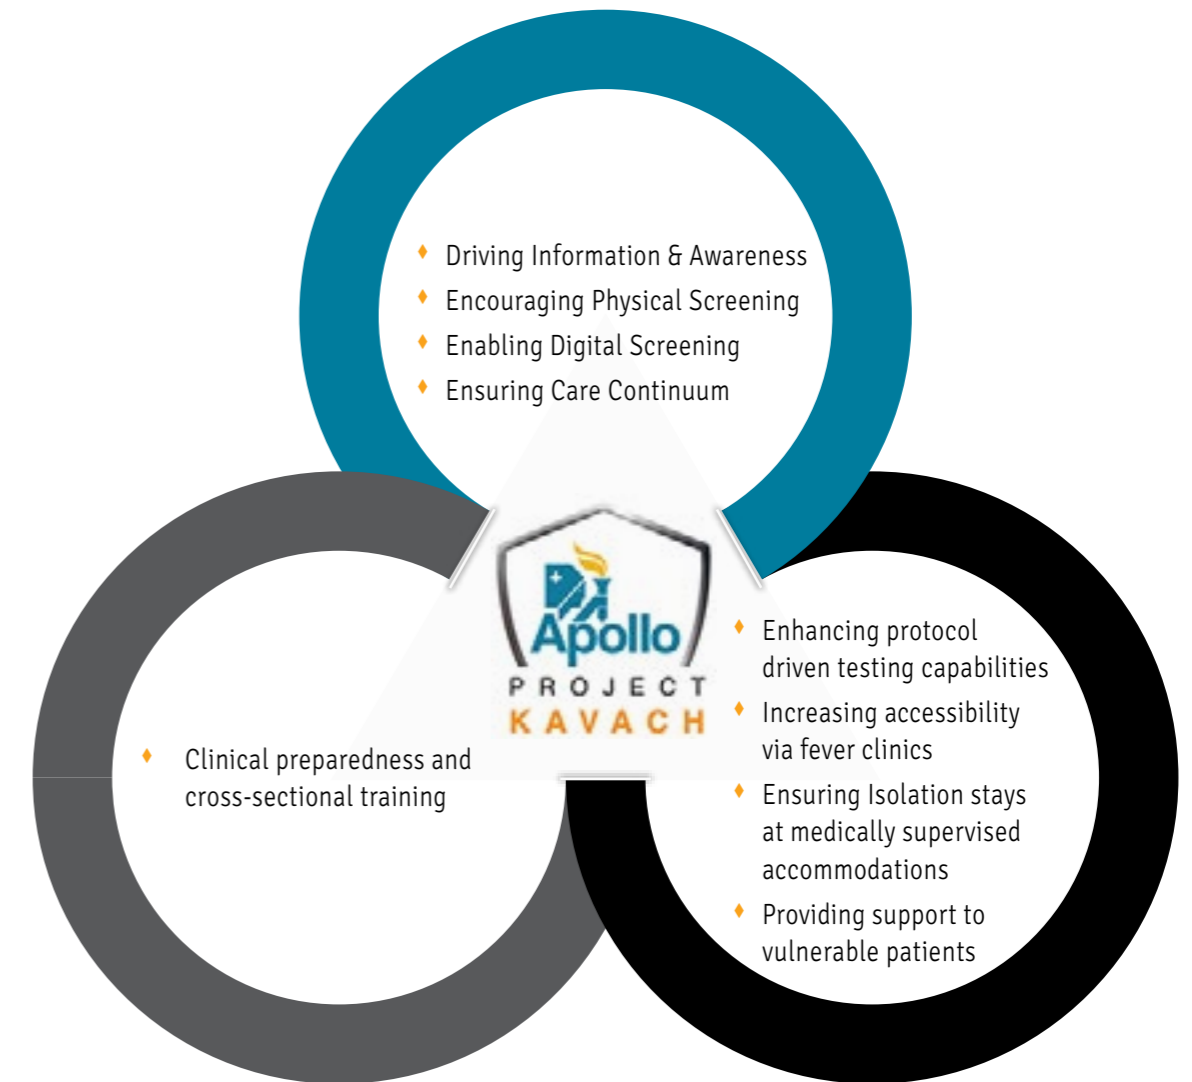 Driving Information & Awareness
Encouraging Physical Screening
Enabling Digital Screening
Ensuring Care Continuum
Apollo
PROJECT
KAVACH
Clinical preparedness and
cross-sectional training
Enhancing protocol
driven testing capabilities
Increasing accessibility
via fever clinics
Ensuring Isolation stays
at medically supervised
accommodations
Providing support to
vulnerable patients